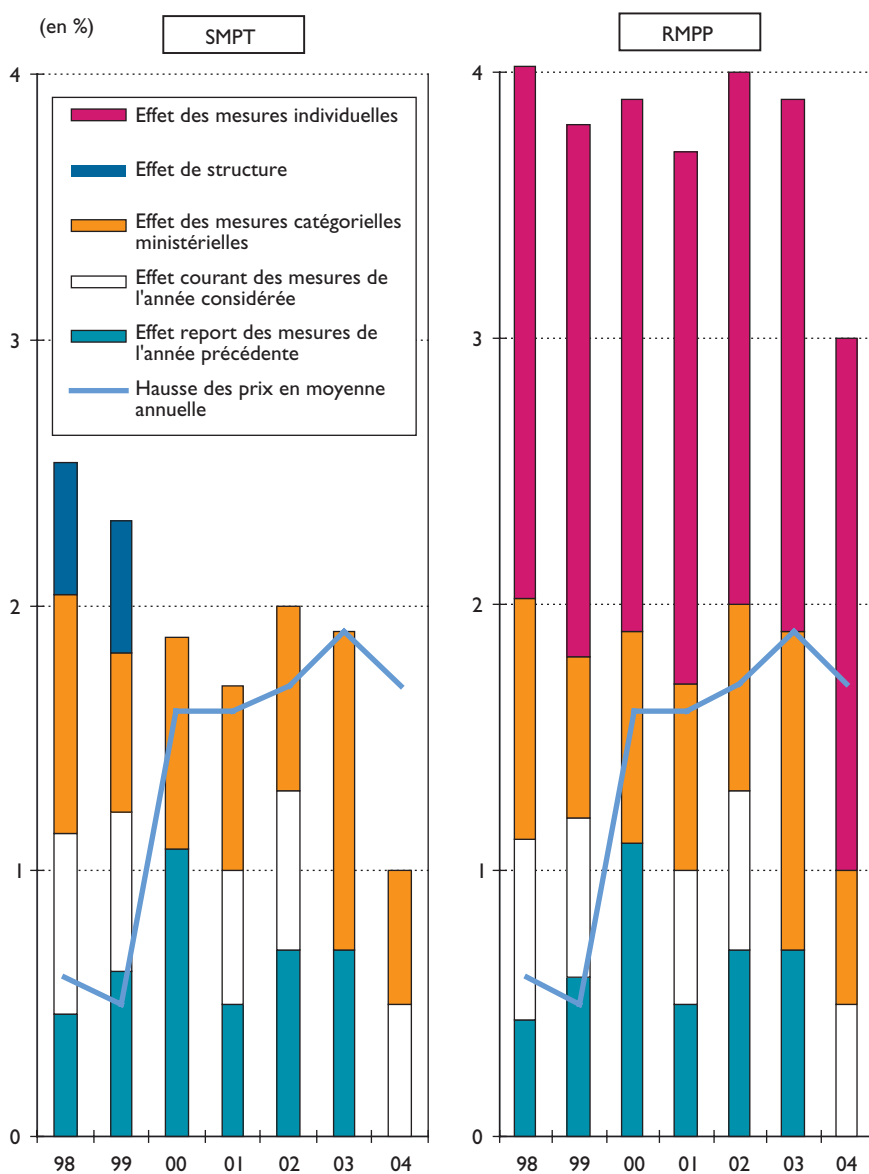 (en %)
SMPT
RMPP
4
3
2
1
0
Effet des mesures individuelles
Effet de structure
Effet des mesures catégorielles
ministérielles
Effet courant des mesures de
l'année considérée
Effet report des mesures de
l'année précédente
Hausse des prix en moyenne
annuelle
98 99 00 01 02 03 04
4
3
2
1
0
98 99 00 01 02 03 04